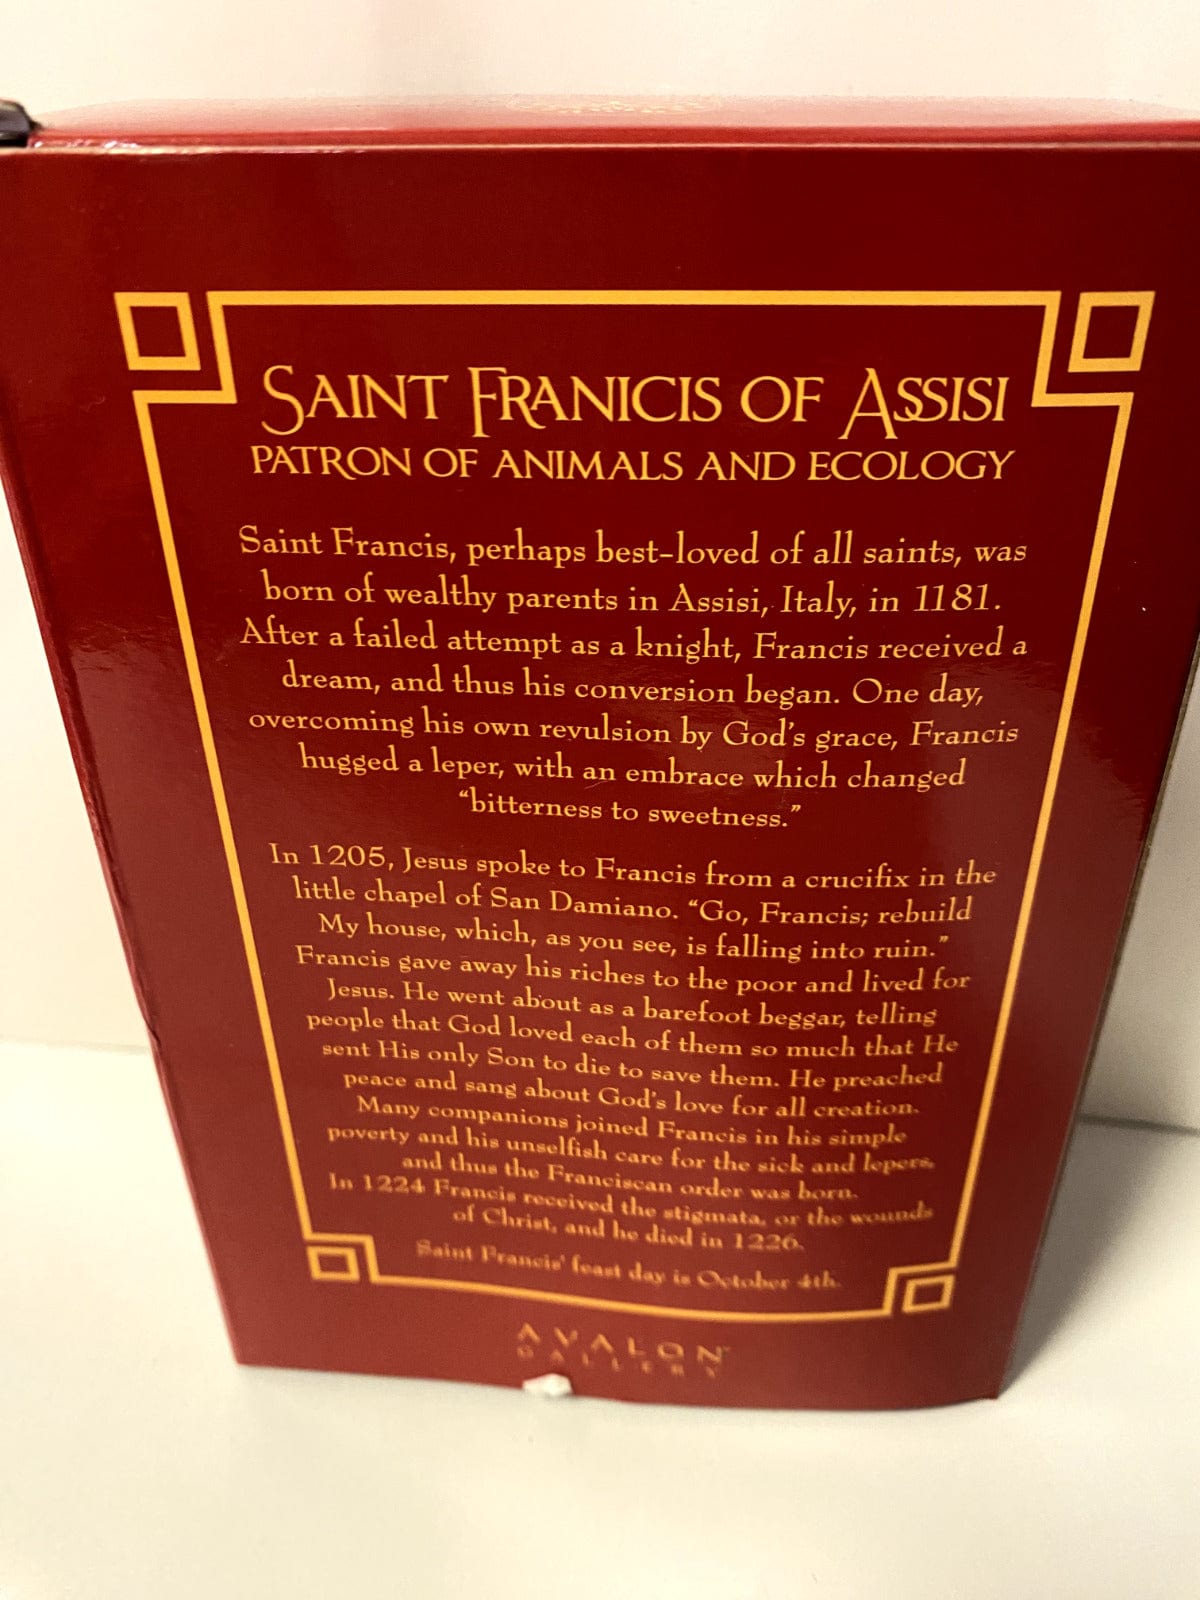 SAINT FRANICIS OF ASSISI
PATRON OF ANIMALS AND ECOLOGY
Saint Francis, perhaps best-loved of all saints, was
born of wealthy parents in Assisi, Italy, in 1181.
After a failed attempt as a knight, Francis received a
dream, and thus his conversion began. One day,
overcoming his own revulsion by God's grace, Francis
hugged a leper, with an embrace which changed
“bitterness to sweetness.”
In 1205, Jesus spoke to Francis from a crucifix in the
little chapel of San Damiano. “Go, Francis; rebuild
My house, which, as you see, is falling into ruin.”
Francis gave away his riches to the poor and lived for
Jesus. He went about as a barefoot beggar, telling
people that God loved each of them so much that He
sent His only Son to die to save them. He preached
peace and sang about God's love for all creation.
Many companions joined Francis in his simple
poverty and his unselfish care for the sick and lepers,
and thus the Franciscan order was born.
In 1224 Francis received the stigmata, or the wounds
of Christ, and he died in 1226.
Saint Francis' feast day is October 4th.
AVALON™
GALLERY